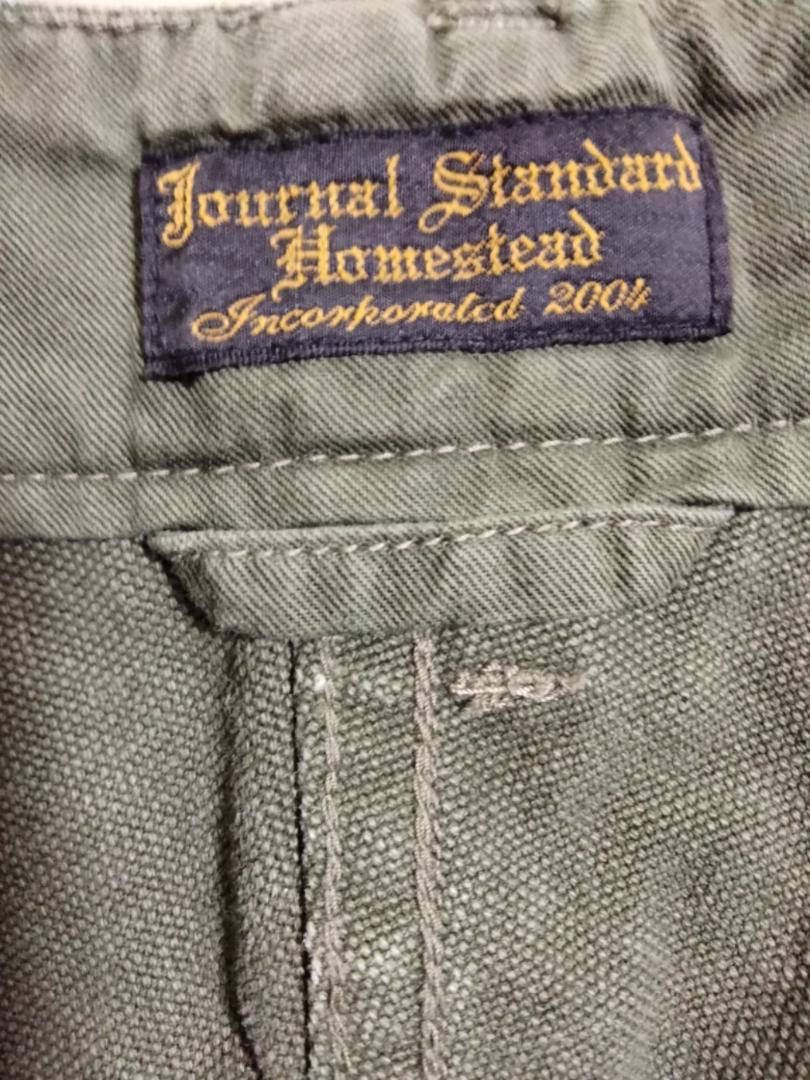 Journal Standard
Homestead
Incorporated 2004